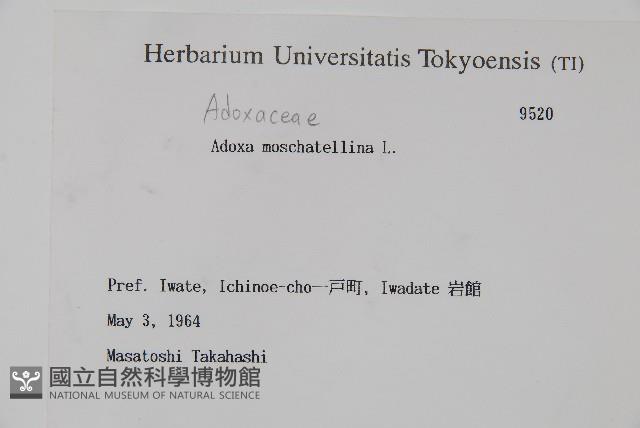 Herbarium Universitatis Tokyoensis (TI)
Adoxaceae
9520
Adoxa moschatellina L.
Pref. Iwate, Ichinoe-cho一戸町, Iwadate 岩館
May 3, 1964
Masatoshi Takahashi
國立自然科學博物館
NATIONAL MUSEUM OF NATURAL SCIENCE